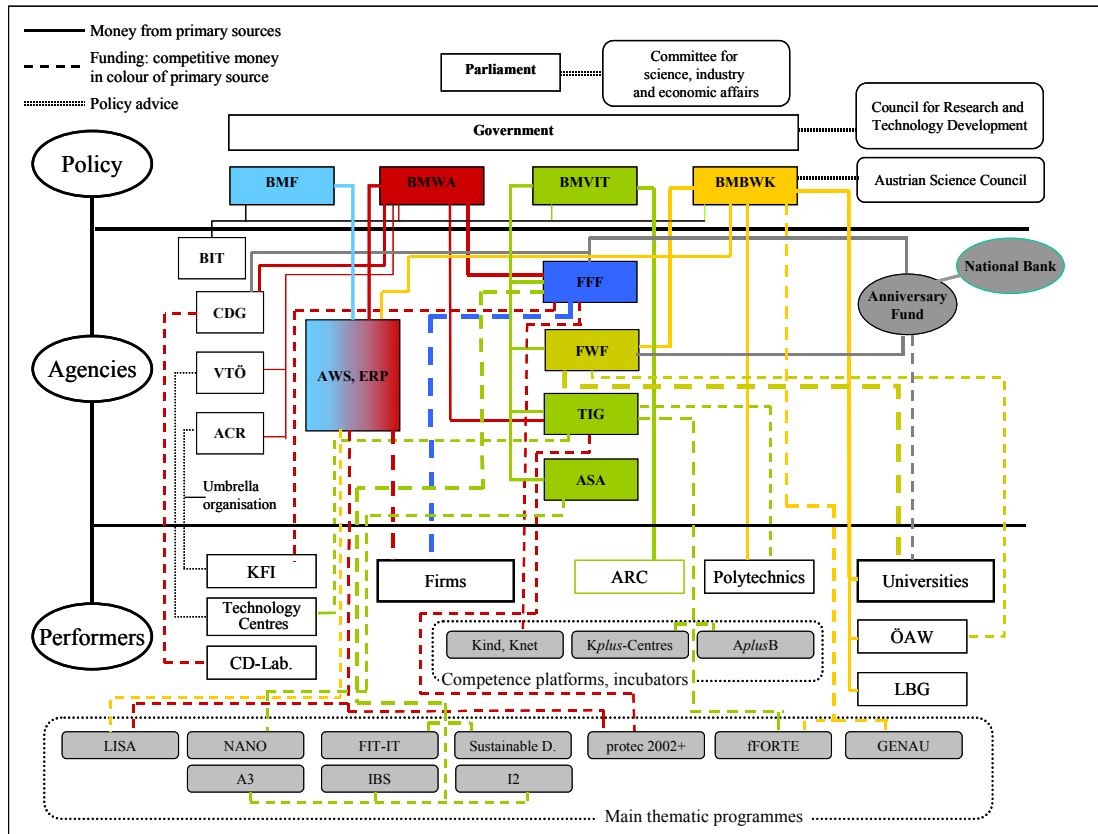 Money from primary sources
Funding: competitive money
in colour of primary source
Policy advice
Parliament
Committee for
science, industry
and economic affairs
Government
Council for Research and
Technology Development
Policy
BMF
BMWA
BMVIT
BMBWK
Austrian Science Council
BIT
National Bank
FFF
Anniversary
Fund
CDG
Agencies
VTÖ
AWS, ERP
FWF
ACR
TIG
Umbrella
organisation
ASA
KFI
Firms
ARC
Polytechnics
Universities
Performers
Technology
Centres
CD-Lab.
Kind, Knet
Kplus-Centres
AplusB
Competence platforms, incubators
ÖAW
LBG
LISA
NANO
FIT-IT
Sustainable D.
protec 2002+
fFORTE
GENAU
A3
IBS
I2
Main thematic programmes